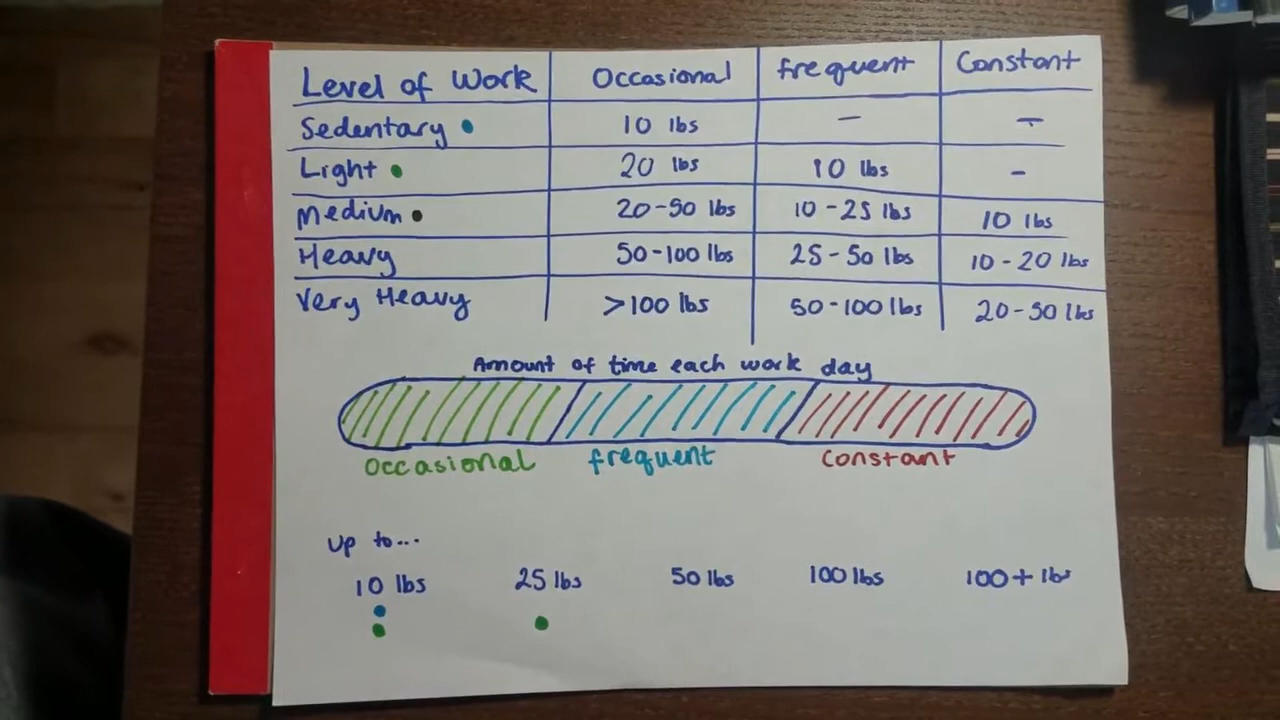 Level of Work Occasional frequent Constant
Sedentary 10 lbs – –
Light 20 lbs 10 lbs -
Medium 20-50 lbs 10-25 lbs 10 lbs
Heavy 50-100 lbs 25-50 lbs 10-20 lbs
Very Heavy >100 lbs 50-100 lbs 20-50 lbs
Amount of time each work day
Occasional frequent Constant
Up to...
10 lbs 25 lbs 50 lbs 100 lbs 100+ lbs